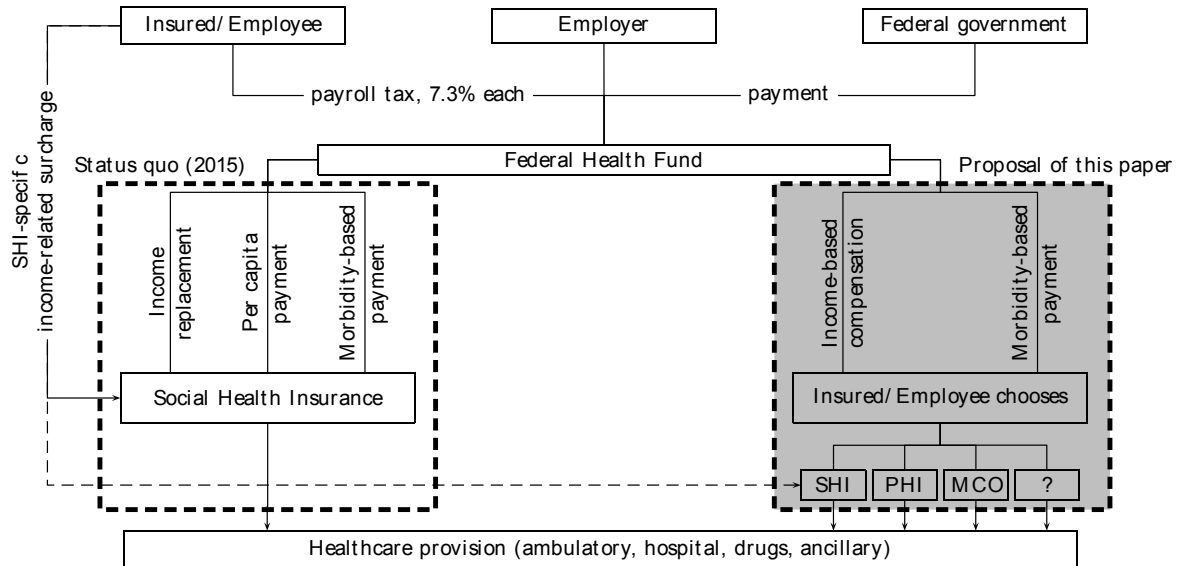 Insured/Employee
Employer
Federal government
payroll tax, 7.3% each
payment
Federal Health Fund
Status quo (2015)
Proposal of this paper
SHI-specif c
income-related surcharge
Income
replacement
Per capita
payment
Morbidity-based
payment
Income-based
compensation
Morbidity-based
payment
Social Health Insurance
Insured/Employee chooses
SHI
PHI
MCO
?
Healthcare provision (ambulatory, hospital, drugs, ancillary)